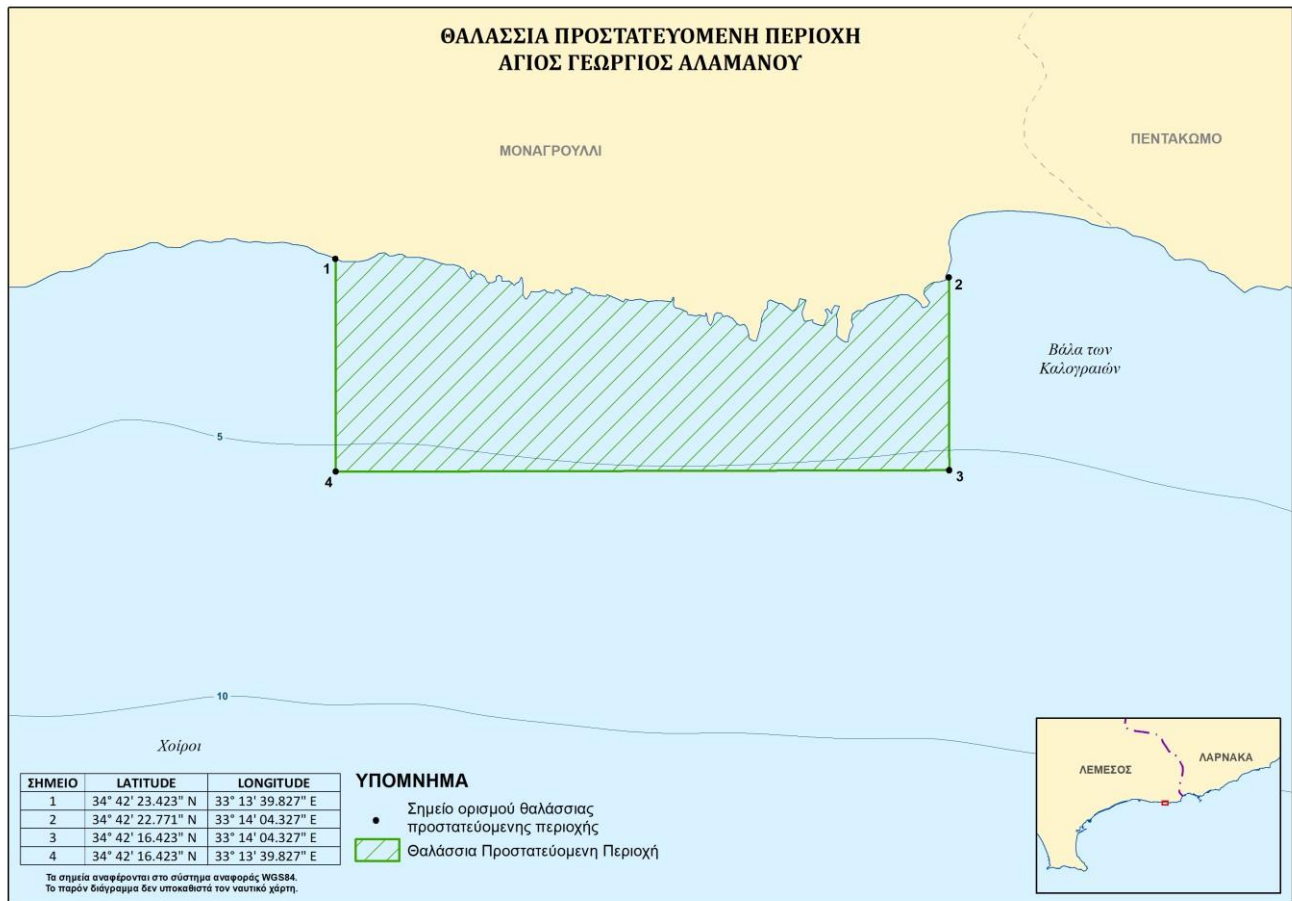 ΘΑΛΑΣΣΙΑ ΠΡΟΣΤΑΤΕΥΟΜΕΝΗ ΠΕΡΙΟΧΗ
ΑΓΙΟΣ ΓΕΩΡΓΙΟΣ ΑΛΑΜΑΝΟΥ
ΠΕΝΤΑΚΩΜΟ
ΜΟΝΑΓΡΟΥΛΛΙ
1
2
Βάλα των
Καλογραιών
5
4
3
10
Χοίροι
ΣΗΜΕΙΟ LATITUDE LONGITUDE
1 34° 42' 23.423" N 33° 13' 39.827" E
2 34° 42' 22.771" N 33° 14' 04.327" E
3 34° 42' 16.423" N 33° 14' 04.327" E
4 34° 42' 16.423" N 33° 13' 39.827" E
Τα σημεία αναφέρονται στο σύστημα αναφοράς WGS84.
Το παρόν διάγραμμα δεν υποκαθιστά τον ναυτικό χάρτη.
ΥΠΟΜΝΗΜΑ
Σημείο ορισμού θαλάσσιας
προστατεύομενης περιοχής
Θαλάσσια Προστατεύομενη Περιοχή
ΛΑΡΝΑΚΑ
ΛΕΜΕΣΟΣ